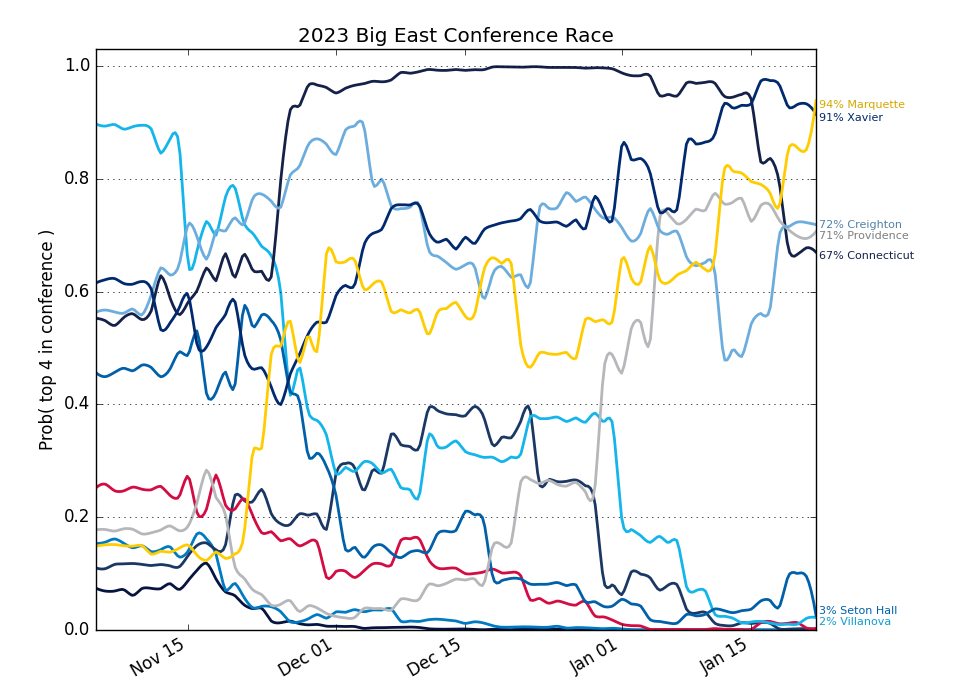 2023 Big East Conference Race
Prob( top 4 in conference )
1.0
0.8
0.6
0.4
0.2
0.0
Nov 15
Dec 01
Dec 15
Jan 01
Jan 15
94% Marquette
91% Xavier
72% Creighton
71% Providence
67% Connecticut
3% Seton Hall
2% Villanova